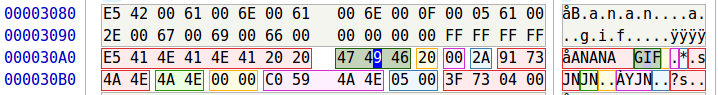 00003080 E5 42 00 61 00 6E 00 61 00 6E 00 0F 00 05 61 00 åB.a.n.a.n....a.
00003090 2E 00 67 00 69 00 66 00 00 00 00 00 FF FF FF FF ..g.i.f.....ÿÿÿÿ
000030A0 E5 41 4E 41 4E 41 20 20 47 49 46 20 00 2A 91 73 åANANA  GIF .*.s
000030B0 4A 4E 4A 4E 00 00 C0 59 4A 4E 05 00 3F 73 04 00 JNJN..ÀYJN..?s..